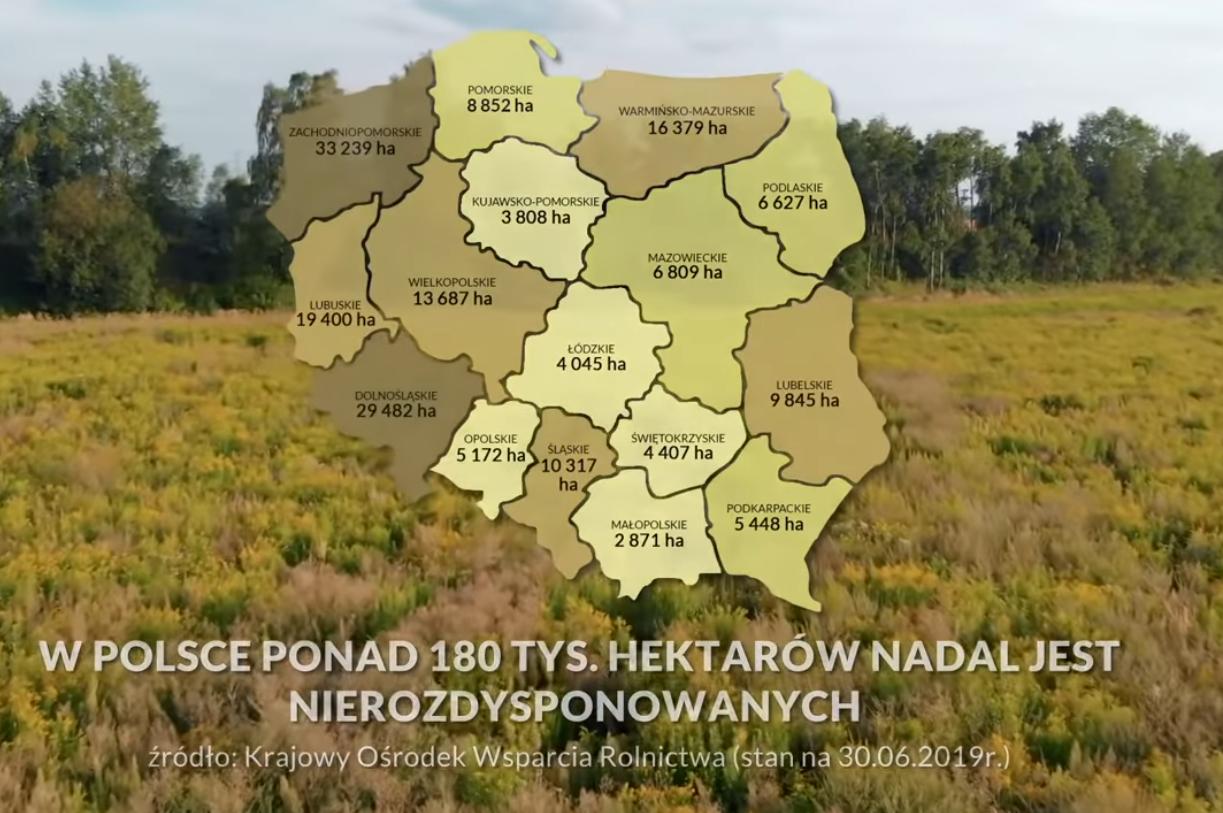 POMORSKIE
8 852 ha
WARMIŃSKO-MAZURSKIE
16 379 ha
ZACHODNIOPOMORSKIE
33 239 ha
PODLASKIE
6 627 ha
KUJAWSKO-POMORSKIE
3 808 ha
MAZOWIECKIE
6 809 ha
WIELKOPOLSKIE
13 687 ha
LUBUSKIE
19 400 ha
ŁÓDZKIE
4 045 ha
LUBELSKIE
9 845 ha
DOLNOŚLĄSKIE
29 482 ha
OPOLSKIE
5 172 ha
ŚLĄSKIE
10 317
ha
ŚWIĘTOKRZYSKIE
4 407 ha
PODKARPACKIE
5 448 ha
MAŁOPOLSKIE
2 871 ha
W POLSCE PONAD 180 TYS. HEKTARÓW NADAL JEST
NIEROZDYSPONOWANYCH
źródło: Krajowy Ośrodek Wsparcia Rolnictwa (stan na 30.06.2019r.)